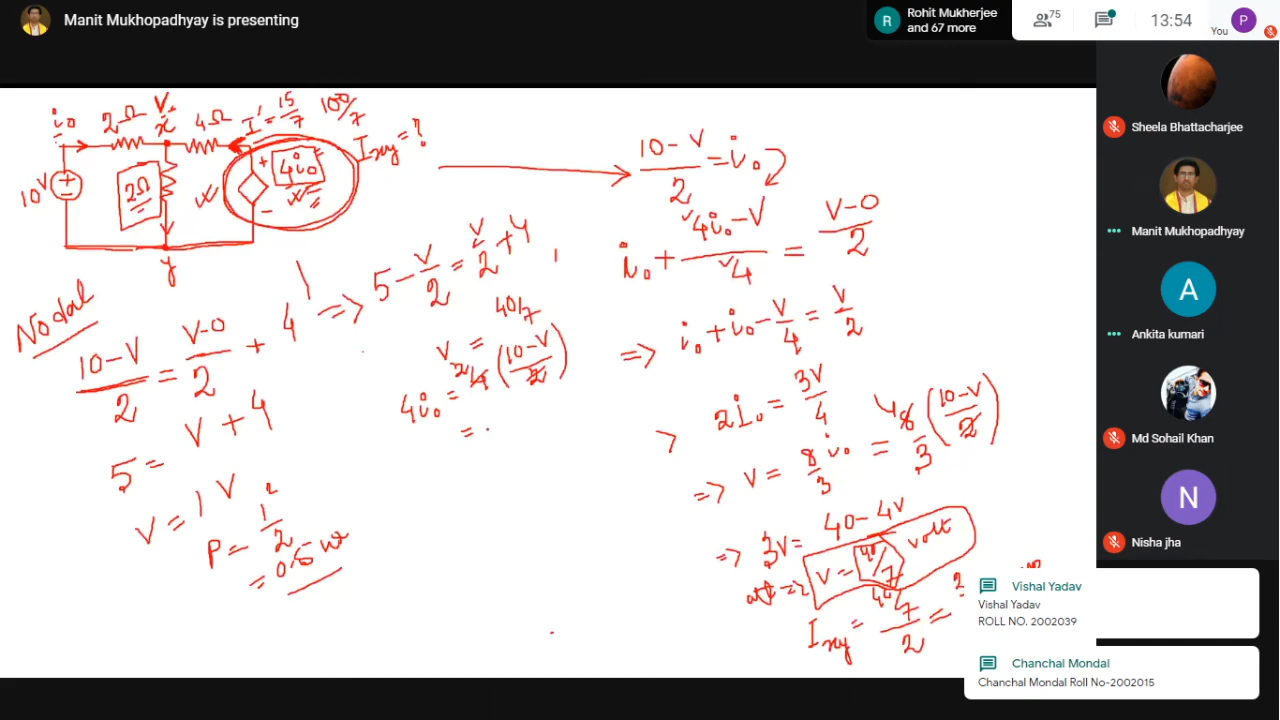 Manit Mukhopadhyay is presenting
Rohit Mukherjee
and 67 more
R
75
13:54
You
P
Sheela Bhattacharjee
Manit Mukhopadhyay
A
Ankita kumari
Md Sohail Khan
N
Nisha jha
Vishal Yadav
Vishal Yadav
ROLL NO. 2002039
Chanchal Mondal
Chanchal Mondal Roll No-2002015
i₀ 2Ω V x 4Ω I' = 15/7 100/7
Ixy = ?
10V 2Ω + 4i₀ -
y
Nodal
(10-V)/2 = (V-0)/2 + 4
5 = V + 4
V = 1 V
P = 1²/2
= 0.5 W
=> 5 - V/2 = V/2 + 4
V = 40/7
4i₀ = 4((10-V)/2)
=
(10-V)/2 = i₀
i₀ + (4i₀-V)/4 = (V-0)/2
=> i₀ + i₀ - V/4 = V/2
2i₀ = 3V/4
=> V = 8/3 i₀ = 8/3 ((10-V)/2)
=> 3V = 40-4V
V = 40/7 volt
Ixy = (40/7)/2 =